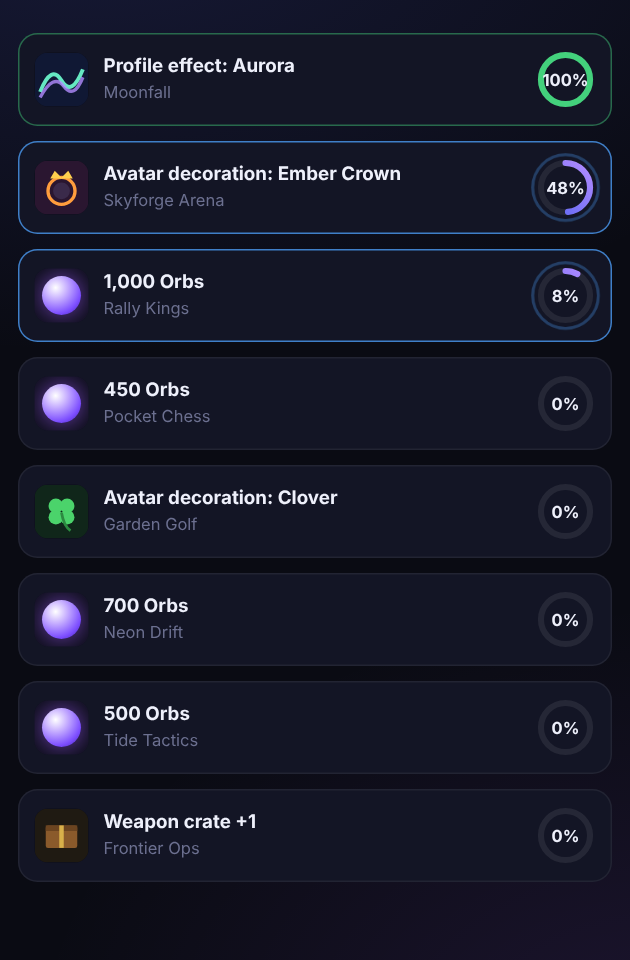 Profile effect: Aurora
Moonfall
100%
Avatar decoration: Ember Crown
Skyforge Arena
48%
1,000 Orbs
Rally Kings
8%
450 Orbs
Pocket Chess
0%
Avatar decoration: Clover
Garden Golf
0%
700 Orbs
Neon Drift
0%
500 Orbs
Tide Tactics
0%
Weapon crate +1
Frontier Ops
0%